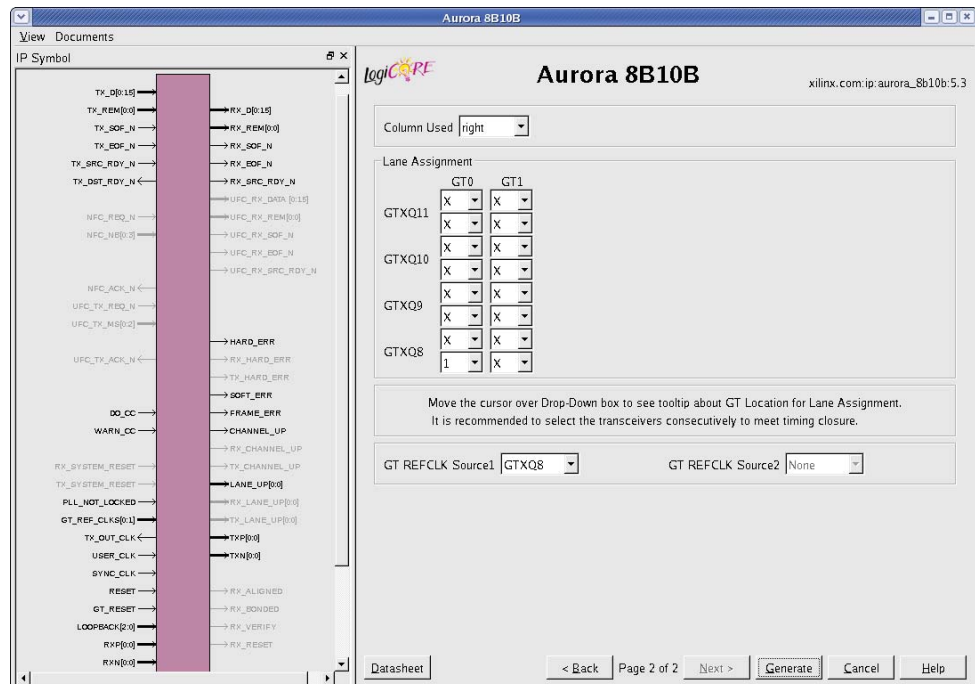 Aurora 8B10B
View Documents
IP Symbol
TX_D[0:15]
TX_REM[0:0]
TX_SOF_N
TX_EOF_N
TX_SRC_RDY_N
TX_DST_RDY_N
NFC_REQ_N
NFC_NB[0:3]
NFC_ACK_N
UFC_TX_REQ_N
UFC_TX_MS[0:2]
UFC_TX_ACK_N
DO_CC
WARN_CC
RX_SYSTEM_RESET
TX_SYSTEM_RESET
PLL_NOT_LOCKED
GT_REF_CLKS[0:1]
TX_OUT_CLK
USER_CLK
SYNC_CLK
RESET
GT_RESET
LOOPBACK[2:0]
RXP[0:0]
RXN[0:0]
RX_D[0:15]
RX_REM[0:0]
RX_SOF_N
RX_EOF_N
RX_SRC_RDY_N
UFC_RX_DATA [0:15]
UFC_RX_REM[0:0]
UFC_RX_SOF_N
UFC_RX_EOF_N
UFC_RX_SRC_RDY_N
HARD_ERR
RX_HARD_ERR
TX_HARD_ERR
SOFT_ERR
FRAME_ERR
CHANNEL_UP
RX_CHANNEL_UP
TX_CHANNEL_UP
LANE_UP[0:0]
RX_LANE_UP[0:0]
TX_LANE_UP[0:0]
TXP[0:0]
TXN[0:0]
RX_ALIGNED
RX_BONDED
RX_VERIFY
RX_RESET
LogiCORE
Aurora 8B10B
xilinx.com:ip:aurora_8b10b:5.3
Column Used right
Lane Assignment
GT0 GT1
GTXQ11
X X
X X
GTXQ10
X X
X X
GTXQ9
X X
X X
GTXQ8
X X
1 X
Move the cursor over Drop-Down box to see tooltip about GT Location for Lane Assignment.
It is recommended to select the transceivers consecutively to meet timing closure.
GT REFCLK Source1 GTXQ8 GT REFCLK Source2 None
Datasheet < Back Page 2 of 2 Next > Generate Cancel Help